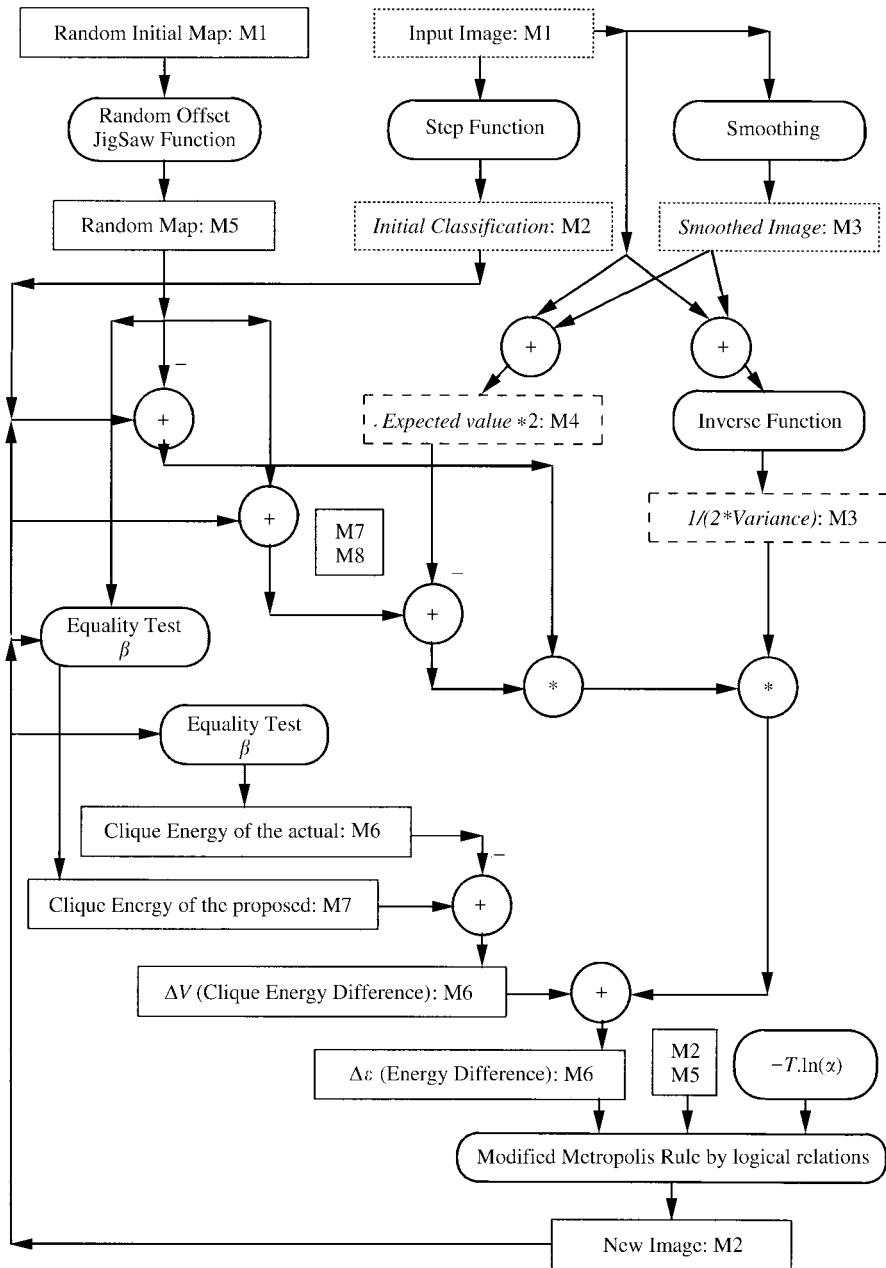 Random Initial Map: M1
Input Image: M1
Random Offset
JigSaw Function
Step Function
Smoothing
Random Map: M5
Initial Classification: M2
Smoothed Image: M3
+
+
−
+
Expected value *2: M4
Inverse Function
+
M7
M8
1/(2*Variance): M3
−
+
Equality Test
β
*
*
Equality Test
β
Clique Energy of the actual: M6
−
Clique Energy of the proposed: M7
+
ΔV (Clique Energy Difference): M6
+
Δε (Energy Difference): M6
M2
M5
−T.ln(α)
Modified Metropolis Rule by logical relations
New Image: M2